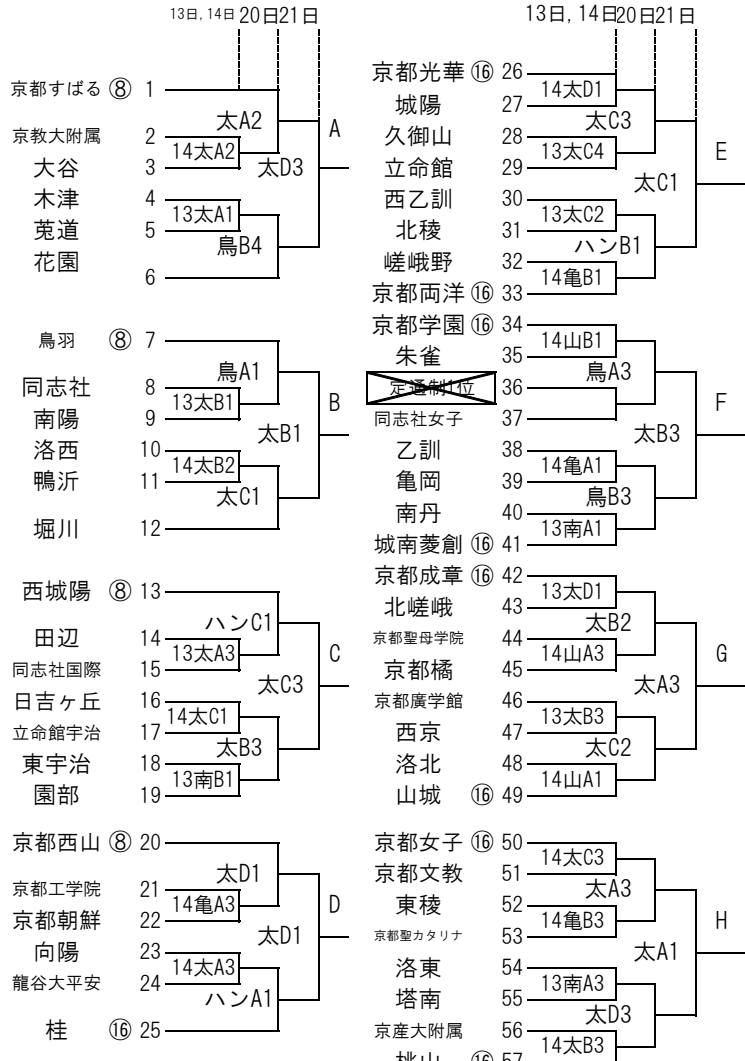 13日,14日 20日 21日
京都すばる ⑧ 1
太A2
A
京教大附属 2
14太A2
大谷 3
太D3
木津 4
13太A1
莵道 5
鳥B4
花園
6
鳥羽 ⑧ 7
鳥A1
同志社 8
13太B1
B
南陽 9
太B1
洛西 10
14太B2
鴨沂 11
太C1
堀川 12
西城陽 ⑧ 13
ハンC1
田辺 14
13太A3
C
同志社国際 15
太C3
日吉ヶ丘 16
14太C1
立命館宇治 17
太B3
東宇治 18
13南B1
園部 19
京都西山 ⑧ 20
太D1
京都工学院 21
14亀A3
D
京都朝鮮 22
太D1
向陽 23
14太A3
龍谷大平安 24
ハンA1
桂 ⑯ 25
13日,14日 20日 21日
京都光華 ⑯ 26
14太D1
城陽 27
太C3
久御山 28
13太C4
E
立命館 29
太C1
西乙訓 30
13太C2
北稜 31
ハンB1
嵯峨野 32
14亀B1
京都両洋 ⑯ 33
京都学園 ⑯ 34
14山B1
朱雀 35
鳥A3
定通制1位 36
F
同志社女子 37
太B3
乙訓 38
14亀A1
亀岡 39
鳥B3
南丹 40
13南A1
城南菱創 ⑯ 41
京都成章 ⑯ 42
13太D1
北嵯峨 43
太B2
京都聖母学院 44
14山A3
G
京都橘 45
太A3
京都廣学館 46
13太B3
西京 47
太C2
洛北 48
14山A1
山城 ⑯ 49
京都女子 ⑯ 50
14太C3
京都文教 51
太A3
東稜 52
14亀B3
H
京都聖カタリナ 53
太A1
洛東 54
13南A3
塔南 55
太D3
京産大附属 56
14太B3
桃山 ⑯ 57